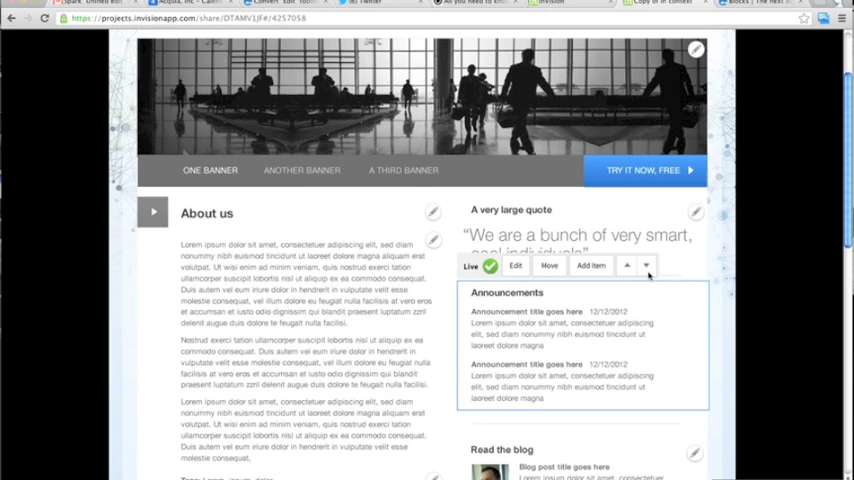 https://projects.invisionapp.com/share/DTAMV1JF#/4257058
ONE BANNER ANOTHER BANNER A THIRD BANNER TRY IT NOW, FREE
About us
Lorem ipsum dolor sit amet, consectetuer adipiscing elit, sed diam
nonummy nibh euismod tincidunt ut laoreet dolore magna aliquam erat
volutpat. Ut wisi enim ad minim veniam, quis nostrud exerci tation
ullamcorper suscipit lobortis nisl ut aliquip ex ea commodo consequat.
Duis autem vel eum iriure dolor in hendrerit in vulputate velit esse
molestie consequat, vel illum dolore eu feugiat nulla facilisis at vero eros
et accumsan et iusto odio dignissim qui blandit praesent luptatum zzril
delenit augue duis dolore te feugait nulla facilisi.
Nostrud exerci tation ullamcorper suscipit lobortis nisl ut aliquip ex ea
commodo consequat. Duis autem vel eum iriure dolor in hendrerit in
vulputate velit esse molestie consequat, vel illum dolore eu feugiat nulla
facilisis at vero eros et accumsan et iusto odio dignissim qui blandit
praesent luptatum zzril delenit augue duis dolore te feugait nulla facilisi.
Lorem ipsum dolor sit amet, consectetuer adipiscing elit, sed diam
nonummy nibh euismod tincidunt ut laoreet dolore magna aliquam erat
volutpat. Ut wisi enim ad minim veniam, quis nostrud exerci tation
ullamcorper suscipit lobortis nisl ut aliquip ex ea commodo consequat.
Duis autem vel eum iriure dolor in hendrerit in vulputate velit esse
molestie consequat,
A very large quote
“We are a bunch of very smart,
cool individuals”
Live Edit Move Add item
Announcements
Announcement title goes here 12/12/2012
Lorem ipsum dolor sit amet, consectetuer adipiscing
elit, sed diam nonummy nibh euismod tincidunt ut
laoreet dolore magna
Announcement title goes here 12/12/2012
Lorem ipsum dolor sit amet, consectetuer adipiscing
elit, sed diam nonummy nibh euismod tincidunt ut
laoreet dolore magna
Read the blog
Blog post title goes here
Lorem ipsum dolor sit amet, consectetuer